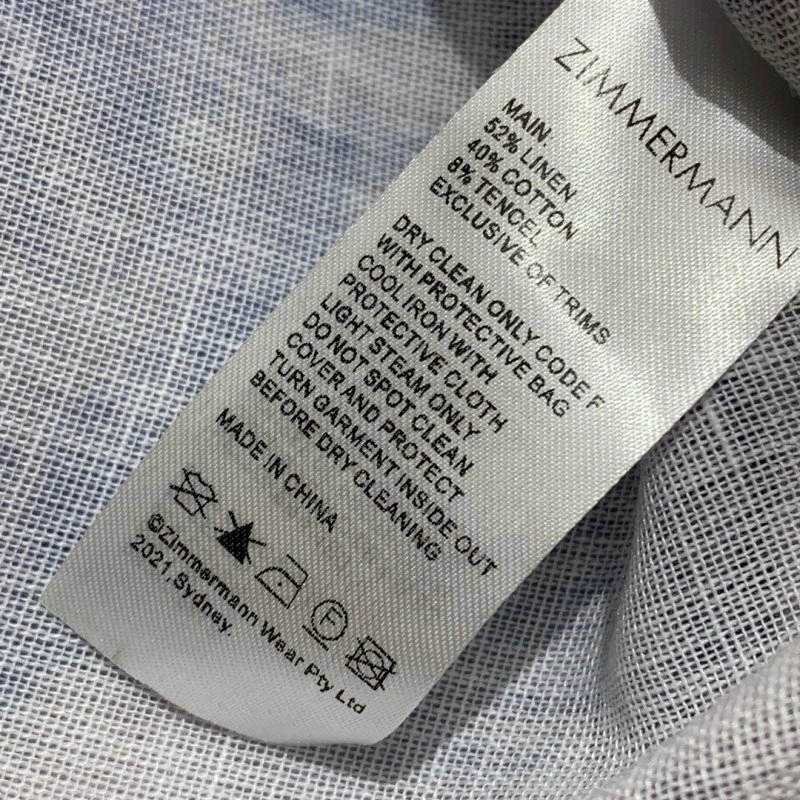 ZIMMERMANN
MAIN.
52% LINEN
40% COTTON
8% TENCEL
EXCLUSIVE OF TRIMS
DRY CLEAN ONLY CODE F
WITH PROTECTIVE BAG
COOL IRON WITH
PROTECTIVE CLOTH
LIGHT STEAM ONLY
DO NOT SPOT CLEAN
COVER AND PROTECT
TURN GARMENT INSIDE OUT
BEFORE DRY CLEANING
MADE IN CHINA
F
©Zimmermann Wear Pty Ltd
2021, Sydney.